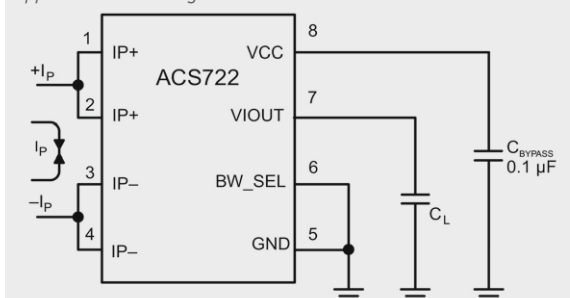 1
IP+
VCC
8
+IP
ACS722
2
IP+
VIOUT
7
IP
3
IP–
BW_SEL
6
CBYPASS
0.1 µF
–IP
CL
4
IP–
GND
5